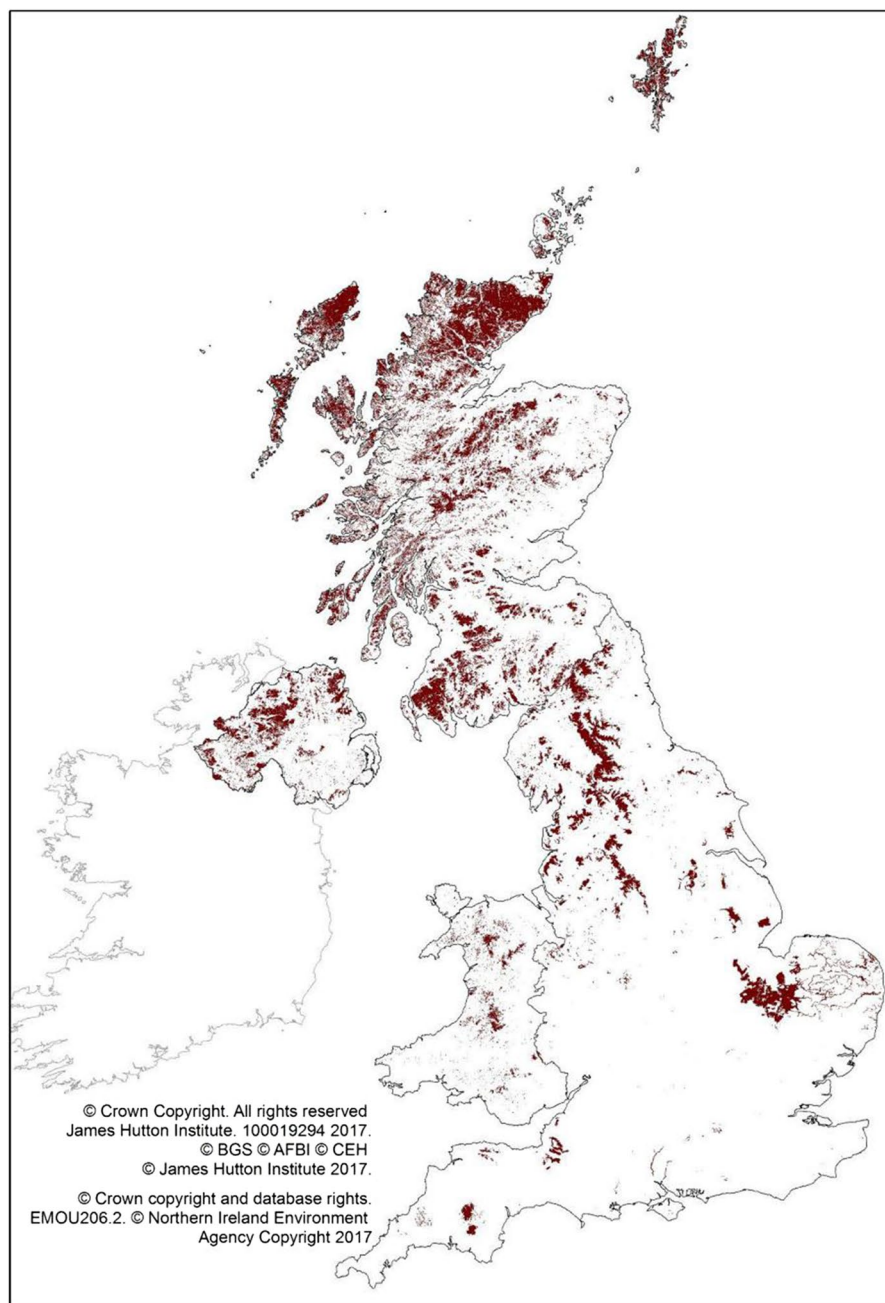 © Crown Copyright. All rights reserved
James Hutton Institute. 100019294 2017.
© BGS © AFBI © CEH
© James Hutton Institute 2017.
© Crown copyright and database rights.
EMOU206.2. © Northern Ireland Environment
Agency Copyright 2017